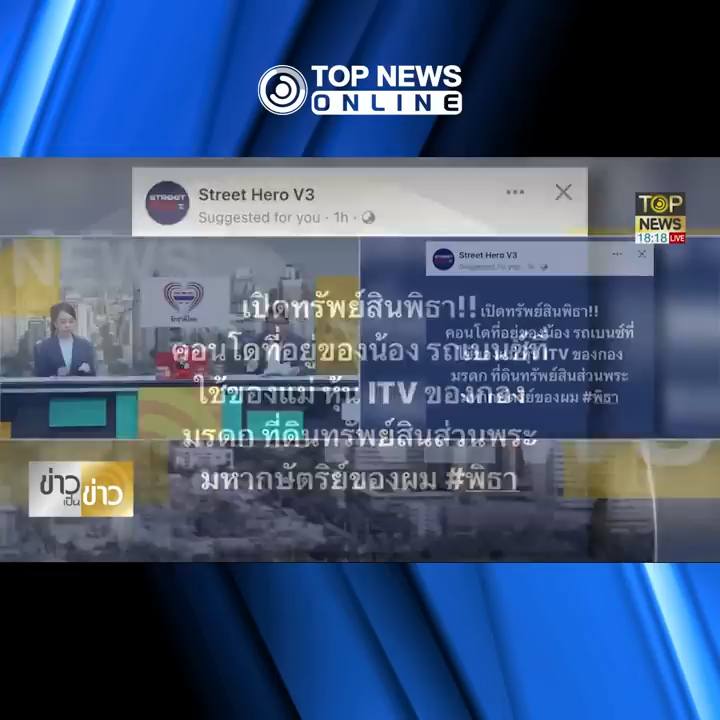 TOP NEWS
ONLINE
Street Hero V3
Suggested for you · 1h ·
TOP
NEWS
18:18 LIVE
NEWS
Street Hero V3
เปิดทรัพย์สินพิธา!!
คอนโดที่อยู่ของน้อง รถเบนซ์ที่
ใช้ของแม่ หุ้น ITV ของกอง
มรดก ที่ดินทรัพย์สินส่วนพระ
มหากษัตริย์ของผม #พิธา
เปิดทรัพย์สินพิธา!!
คอนโดที่อยู่ของน้อง รถเบนซ์ที่
ITV ของกอง
มรดก ที่ดินทรัพย์สินส่วนพระ
ของผม #พิธา
ข่าว
เป็น
ข่าว